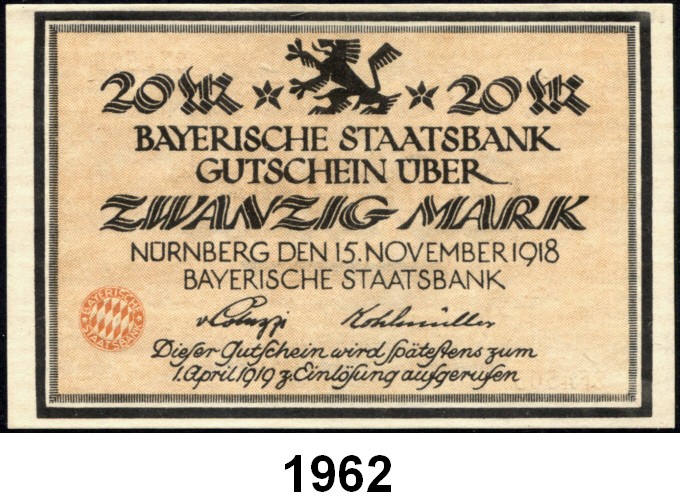 20 M ☆ ☆ 20 M
BAYERISCHE STAATSBANK
GUTSCHEIN ÜBER
ZWANZIG MARK
NÜRNBERG DEN 15. NOVEMBER 1918
BAYERISCHE STAATSBANK
BAYERISCHE STAATSBANK
Kohlmüller
Dieser Gutschein wird spätestens zum
1. April 1919 z. Einlösung aufgerufen
1962